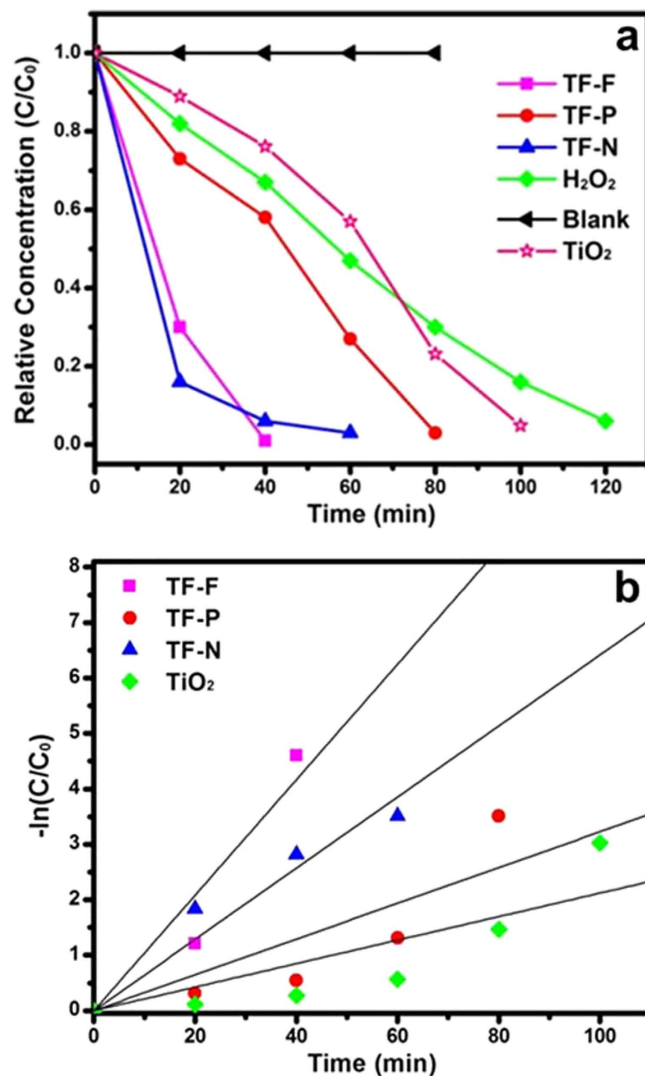 a
1.0
0.8
0.6
0.4
0.2
0.0
Relative Concentration (C/C₀)
TF-F
TF-P
TF-N
H₂O₂
Blank
TiO₂
0 20 40 60 80 100 120
Time (min)
b
8
7
6
5
4
3
2
1
0
-ln(C/C₀)
TF-F
TF-P
TF-N
TiO₂
0 20 40 60 80 100
Time (min)